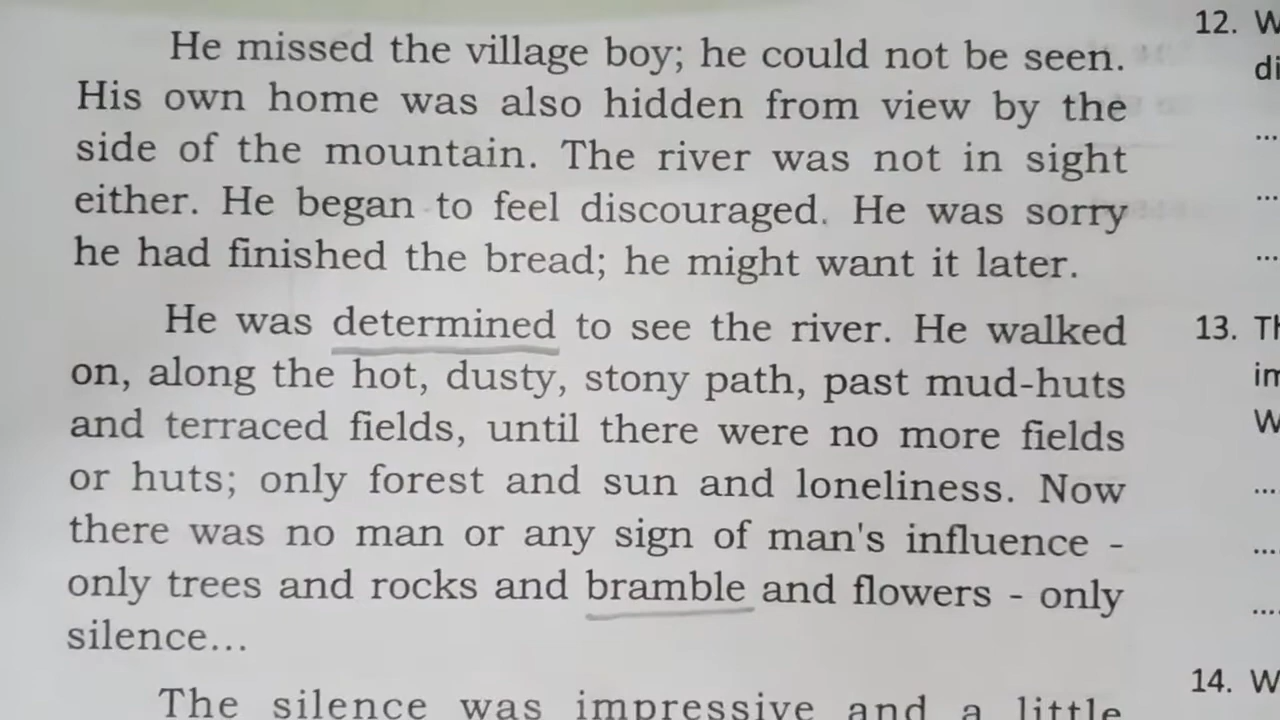 He missed the village boy; he could not be seen.
His own home was also hidden from view by the
side of the mountain. The river was not in sight
either. He began to feel discouraged. He was sorry
he had finished the bread; he might want it later.
He was determined to see the river. He walked
on, along the hot, dusty, stony path, past mud-huts
and terraced fields, until there were no more fields
or huts; only forest and sun and loneliness. Now
there was no man or any sign of man's influence -
only trees and rocks and bramble and flowers - only
silence...
The silence was impressive and a little
12.
...
...
...
13.
...
....
....
14.